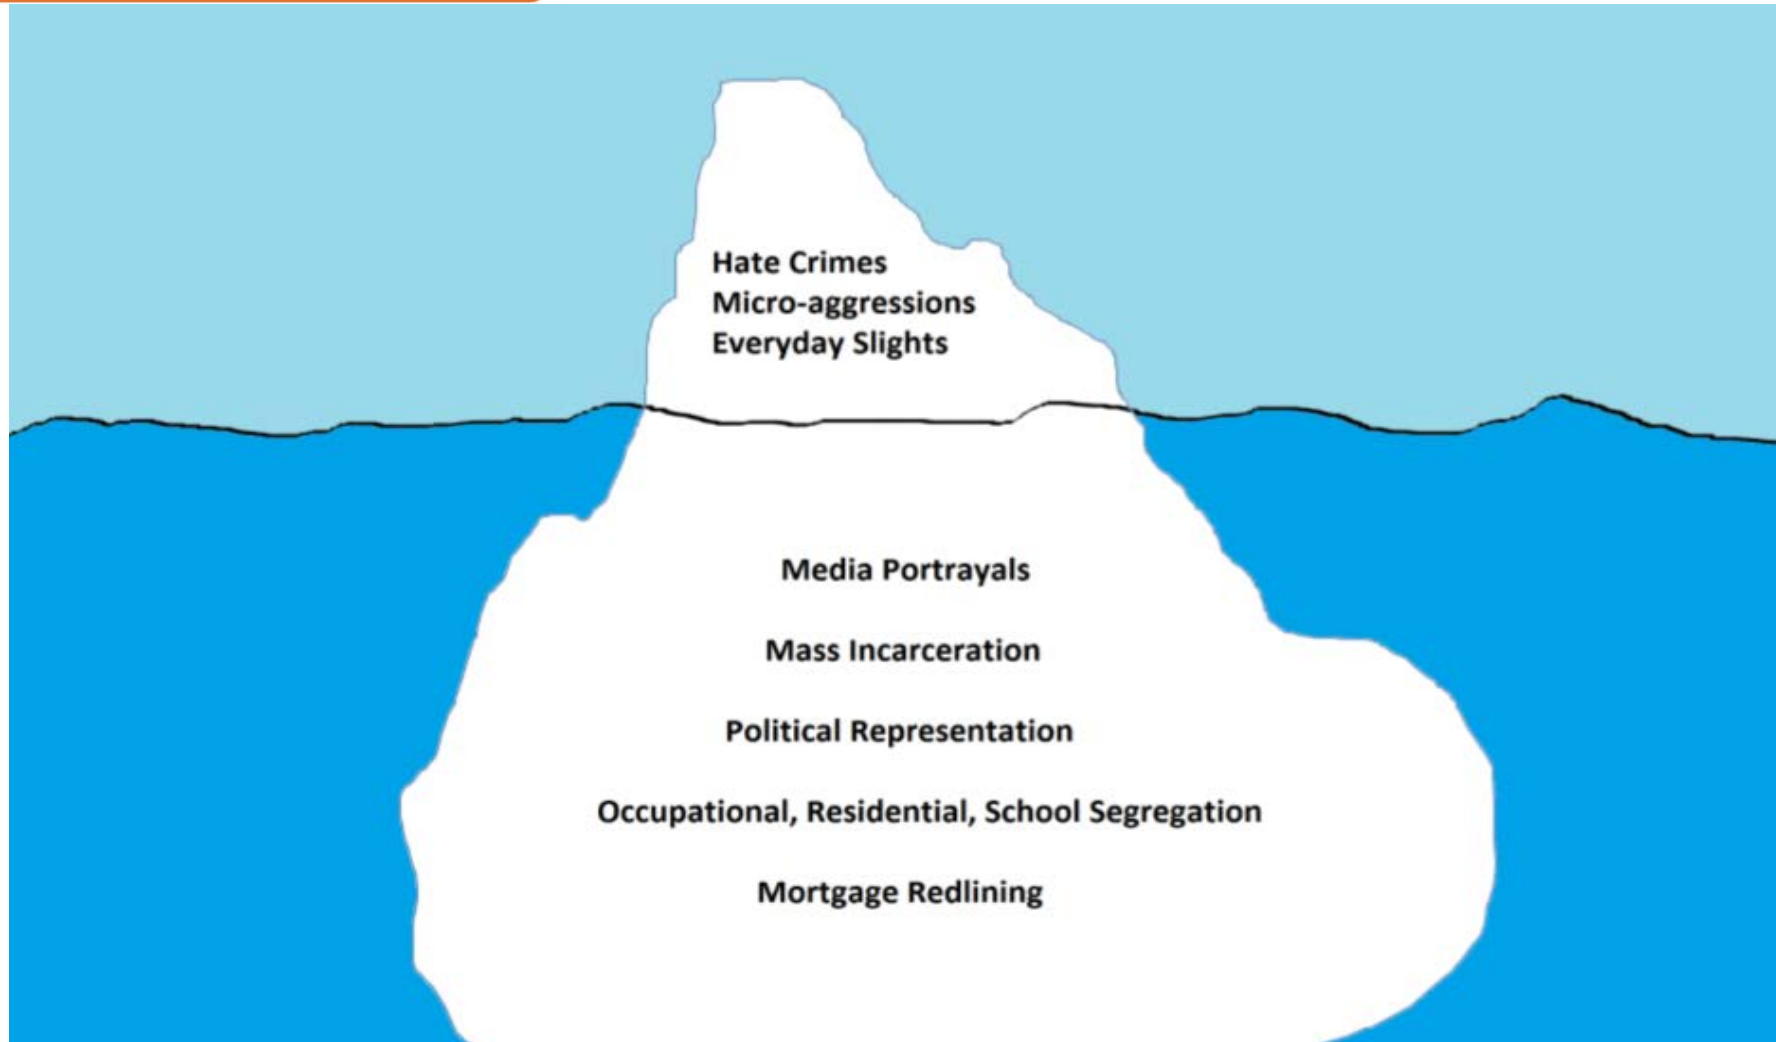 Hate Crimes
Micro-aggressions
Everyday Slights
Media Portrayals
Mass Incarceration
Political Representation
Occupational, Residential, School Segregation
Mortgage Redlining